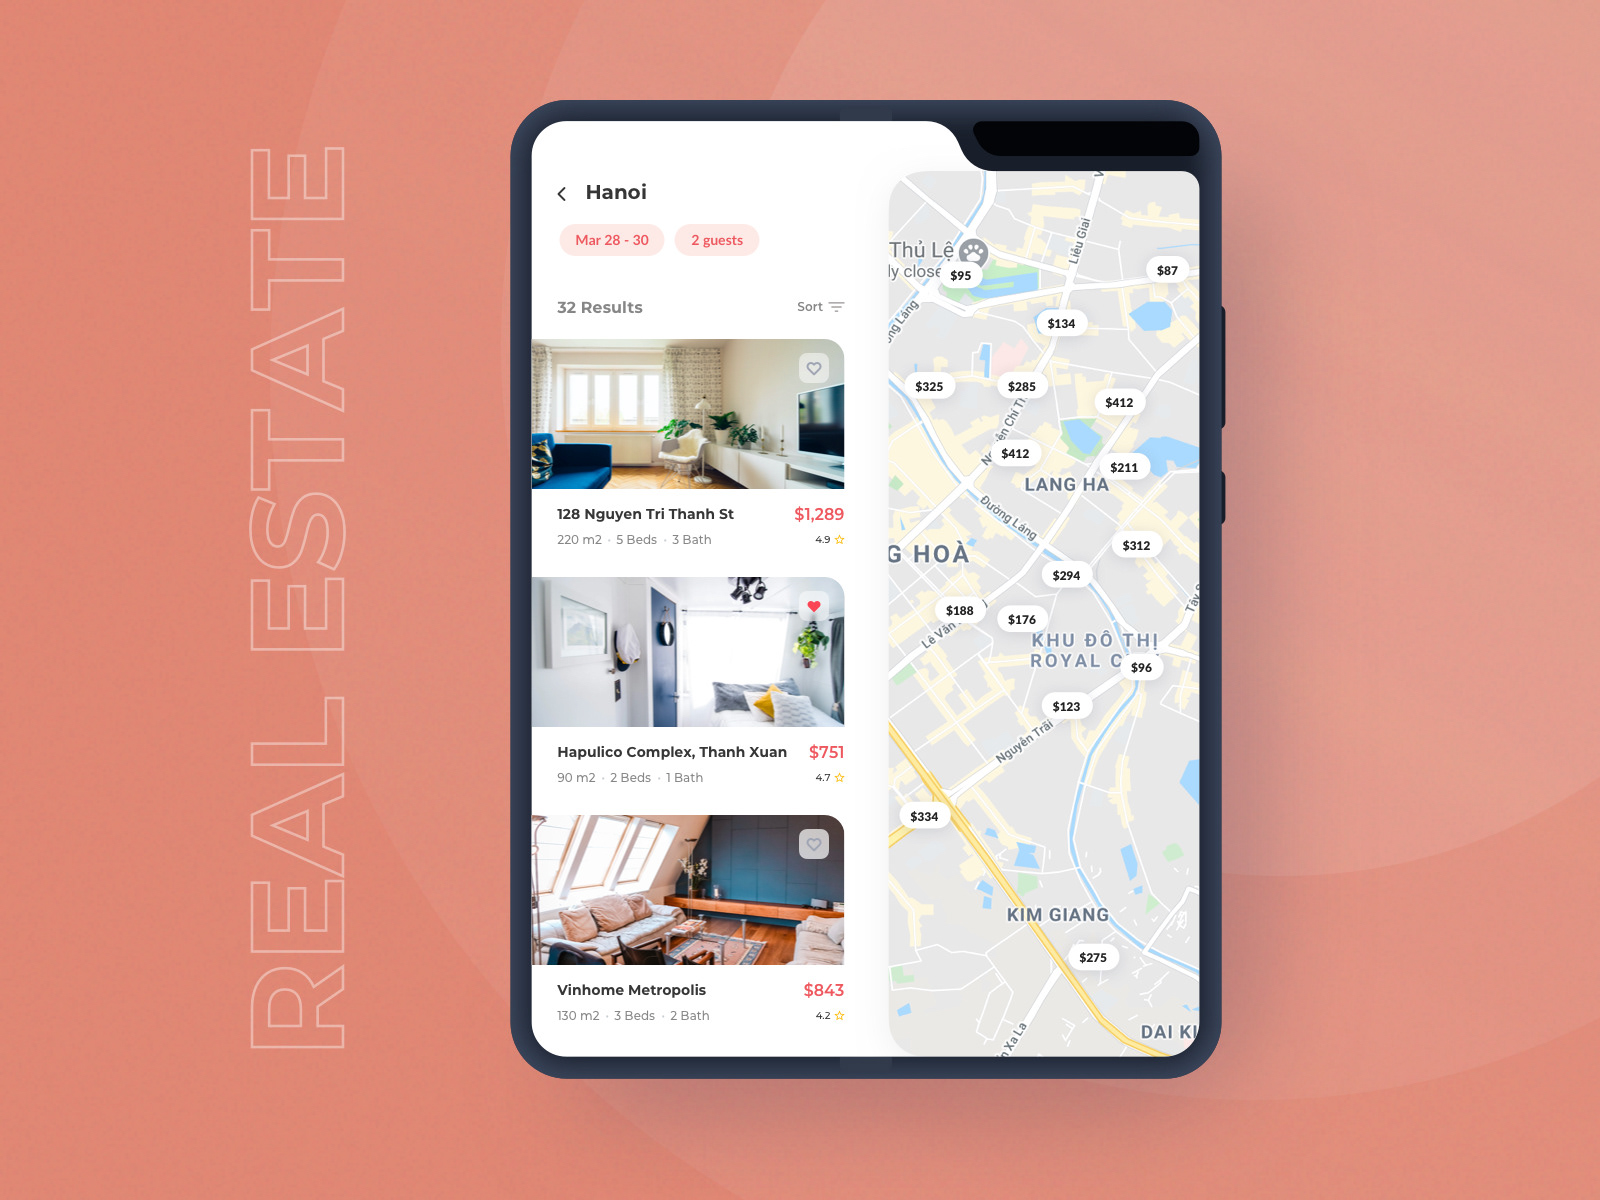 REAL ESTATE
Hanoi
Mar 28 - 30
2 guests
32 Results
Sort
128 Nguyen Tri Thanh St
$1,289
220 m2 · 5 Beds · 3 Bath
4.9
Hapulico Complex, Thanh Xuan
$751
90 m2 · 2 Beds · 1 Bath
4.7
Vinhome Metropolis
$843
130 m2 · 3 Beds · 2 Bath
4.2
Liễu Giai
Thủ Lệ
ly close
$95
$87
ng Láng
$134
$325
$285
$412
$412
$211
LANG HA
Đường Láng
$312
G HOÀ
$294
$188
$176
Lê Văn
KHU ĐÔ THỊ
ROYAL C
$96
$123
Nguyễn Trãi
$334
KIM GIANG
$275
DAI KI
n Xa La